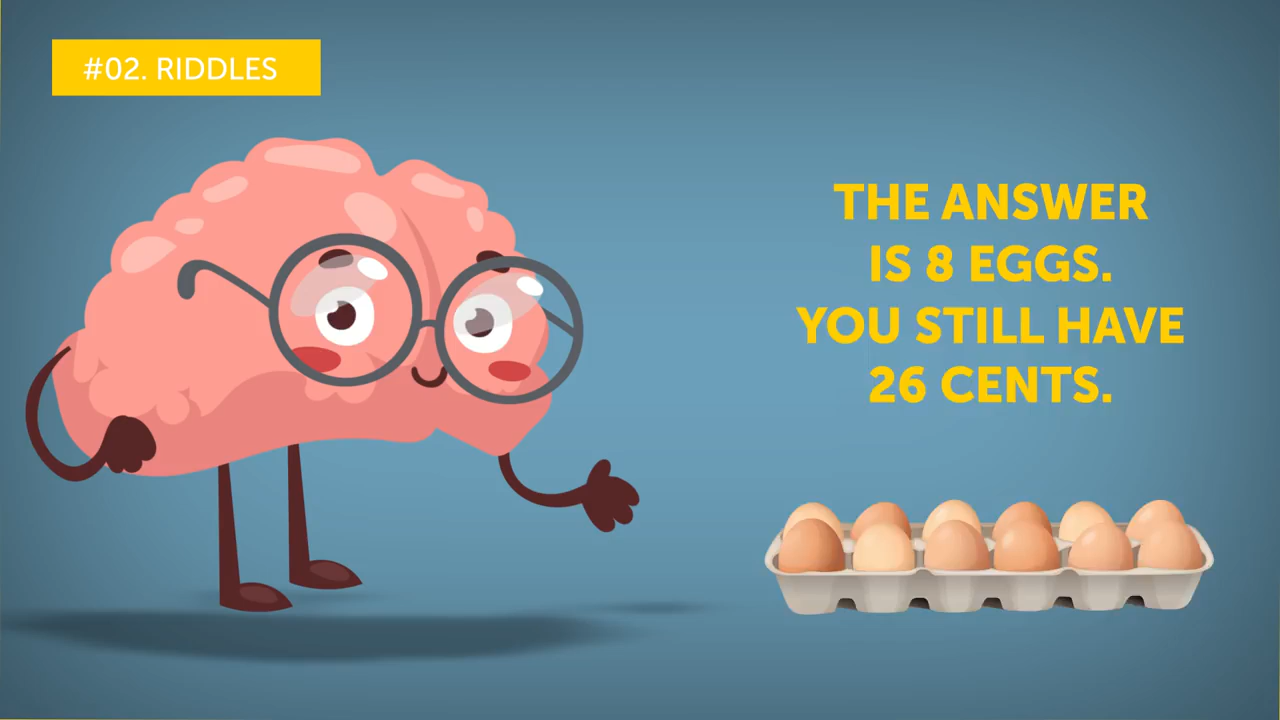 #02. RIDDLES
THE ANSWER
IS 8 EGGS.
YOU STILL HAVE
26 CENTS.